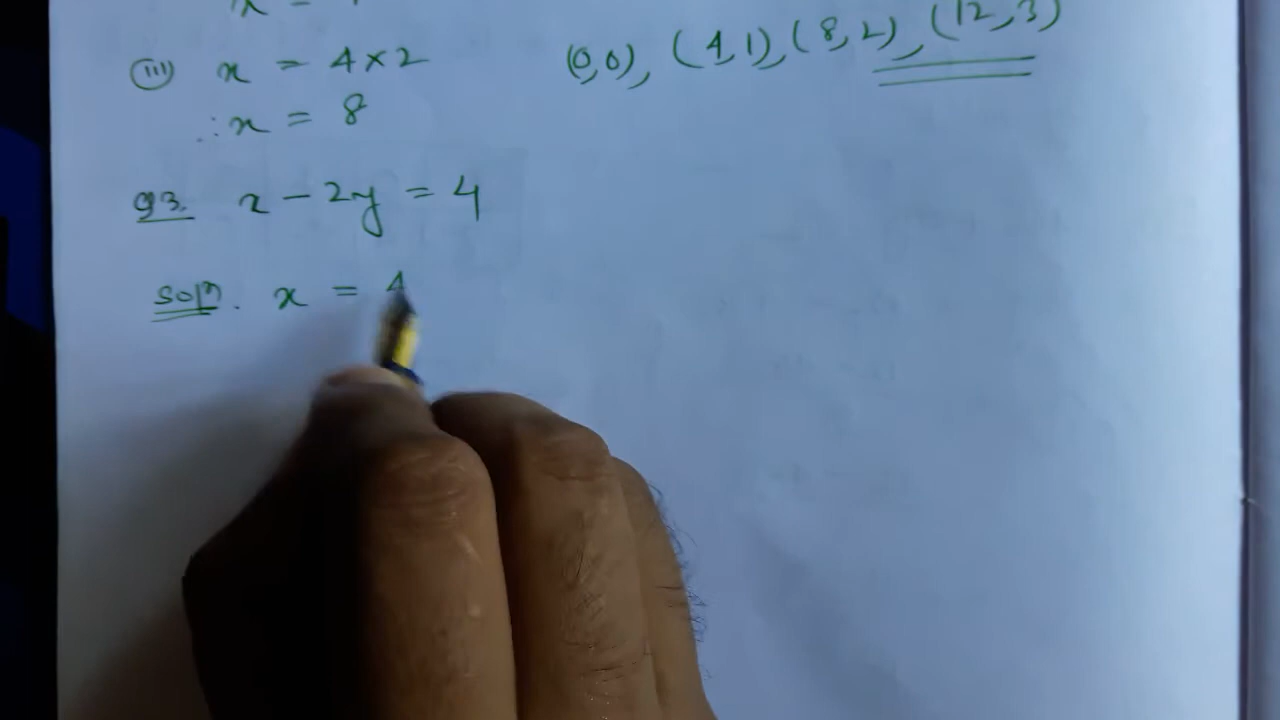 (iii) x = 4 × 2
∴ x = 8
(0,0), (4,1), (8,2), (12,3)
Q3. x − 2y = 4
Soln. x = 4